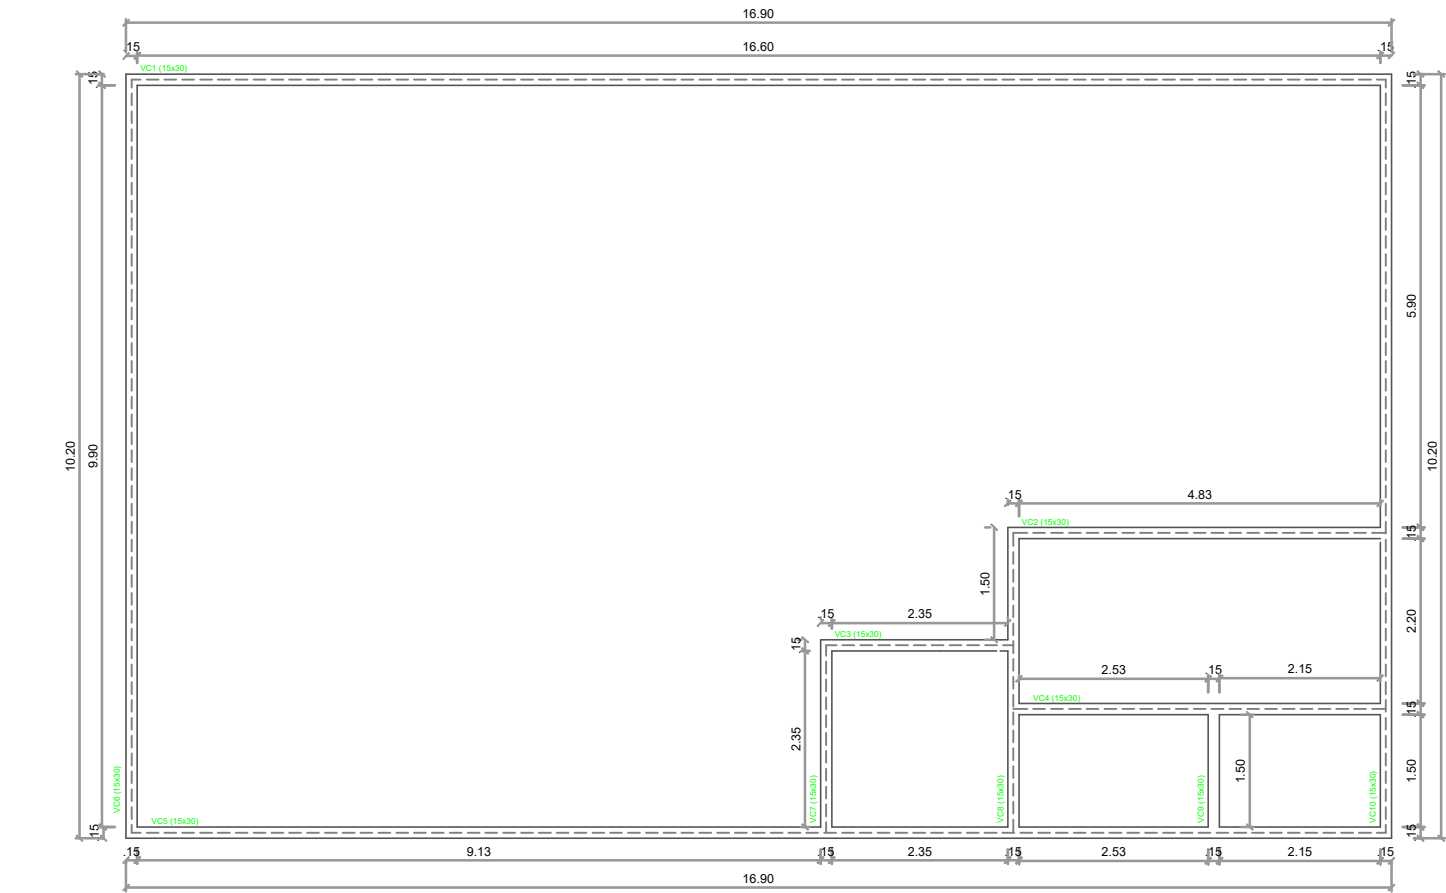 16.90
.15 16.60 .15
VC1 (15x30)
.15
.15
5.90
10.20
9.90
10.20
.15 4.83
VC2 (15x30)
.15
1.50
.15 2.35
2.20
VC3 (15x30)
.15
2.53 .15 2.15
VC4 (15x30)
.15
2.35
1.50
1.50
VC6 (15x30)
VC7 (15x30)
VC8 (15x30)
VC9 (15x30)
VC10 (15x30)
VC5 (15x30)
.15
.15
.15 9.13 .15 2.35 .15 2.53 .15 2.15 .15
16.90